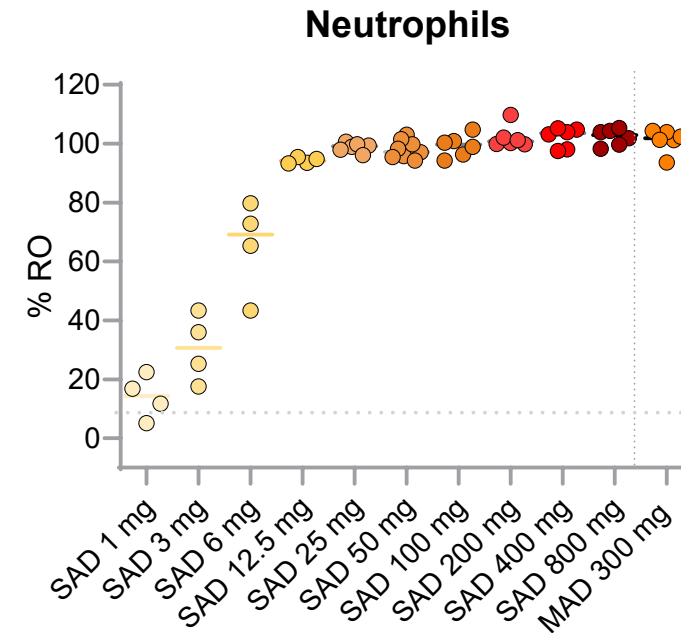 Neutrophils
% RO
120
100
80
60
40
20
0
SAD 1 mg
SAD 3 mg
SAD 6 mg
SAD 12.5 mg
SAD 25 mg
SAD 50 mg
SAD 100 mg
SAD 200 mg
SAD 400 mg
SAD 800 mg
MAD 300 mg